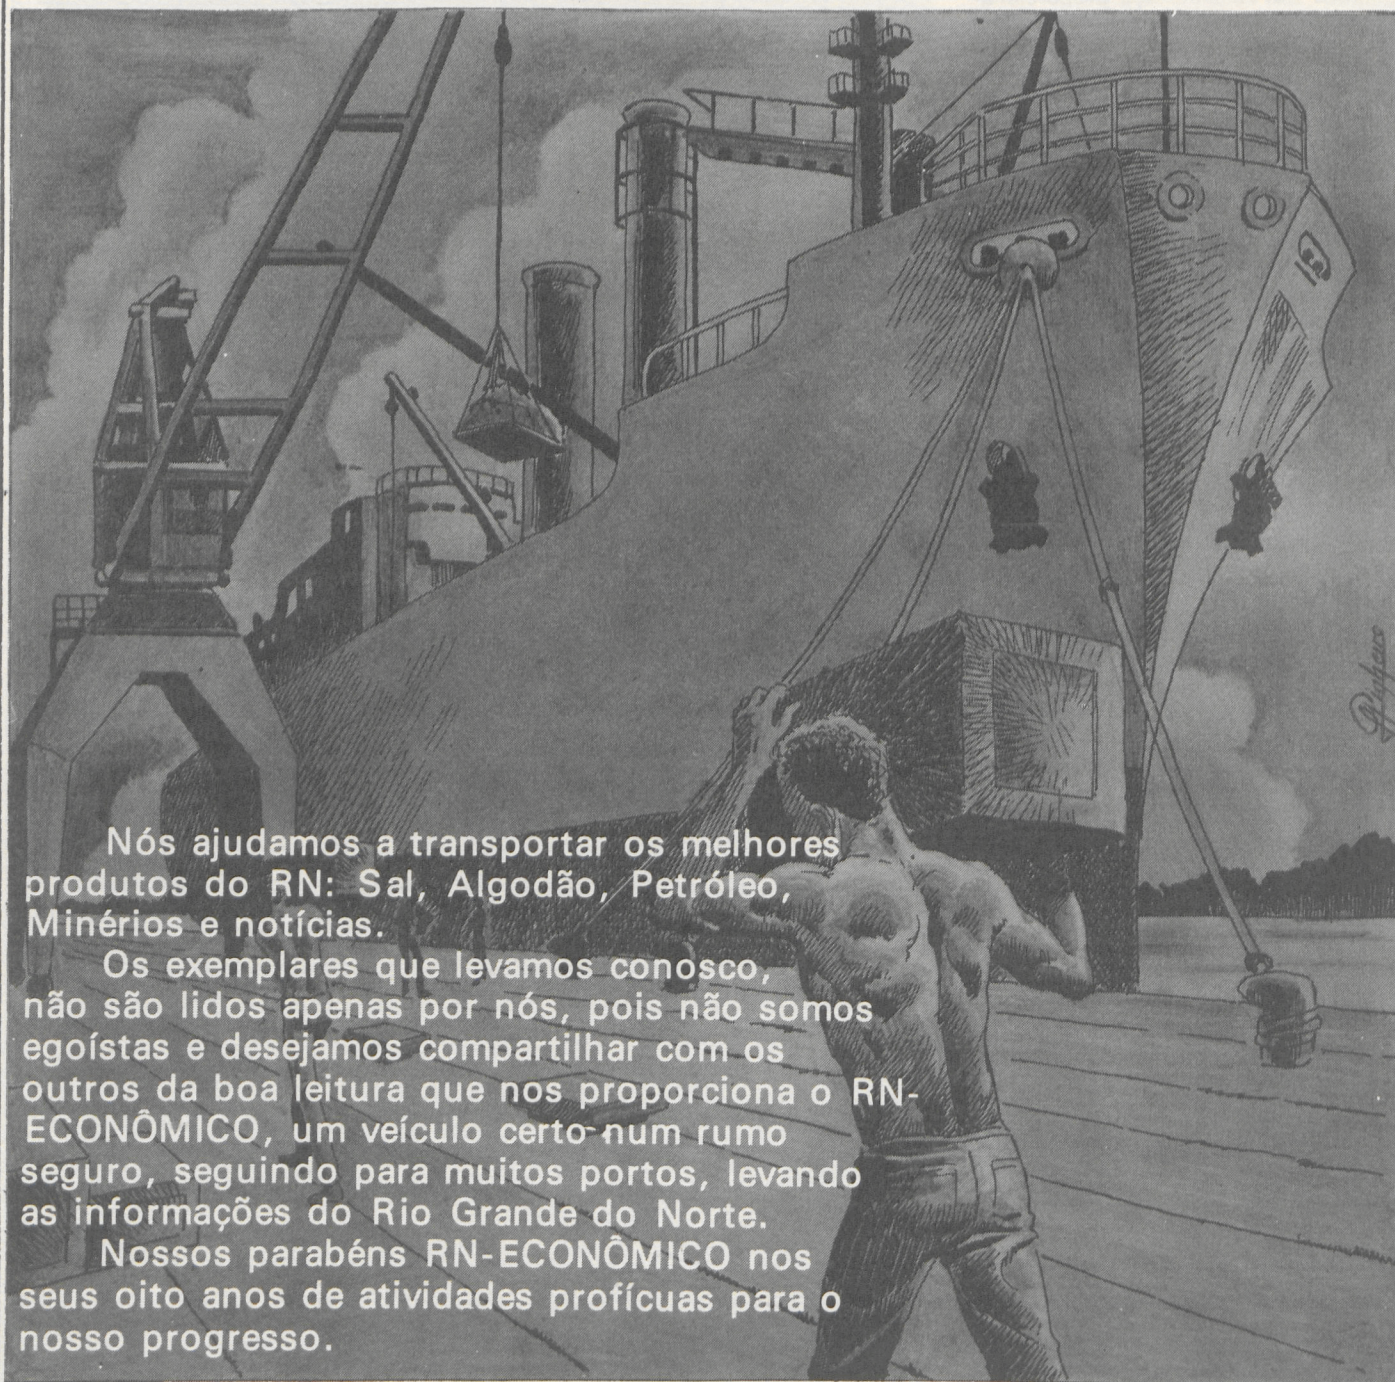 Nós ajudamos a transportar os melhores
produtos do RN: Sal, Algodão, Petróleo,
Minérios e notícias.
Os exemplares que levamos conosco,
não são lidos apenas por nós, pois não somos
egoístas e desejamos compartilhar com os
outros da boa leitura que nos proporciona o RN-
ECONÔMICO, um veículo certo num rumo
seguro, seguindo para muitos portos, levando
as informações do Rio Grande do Norte.
Nossos parabéns RN-ECONÔMICO nos
seus oito anos de atividades profícuas para o
nosso progresso.